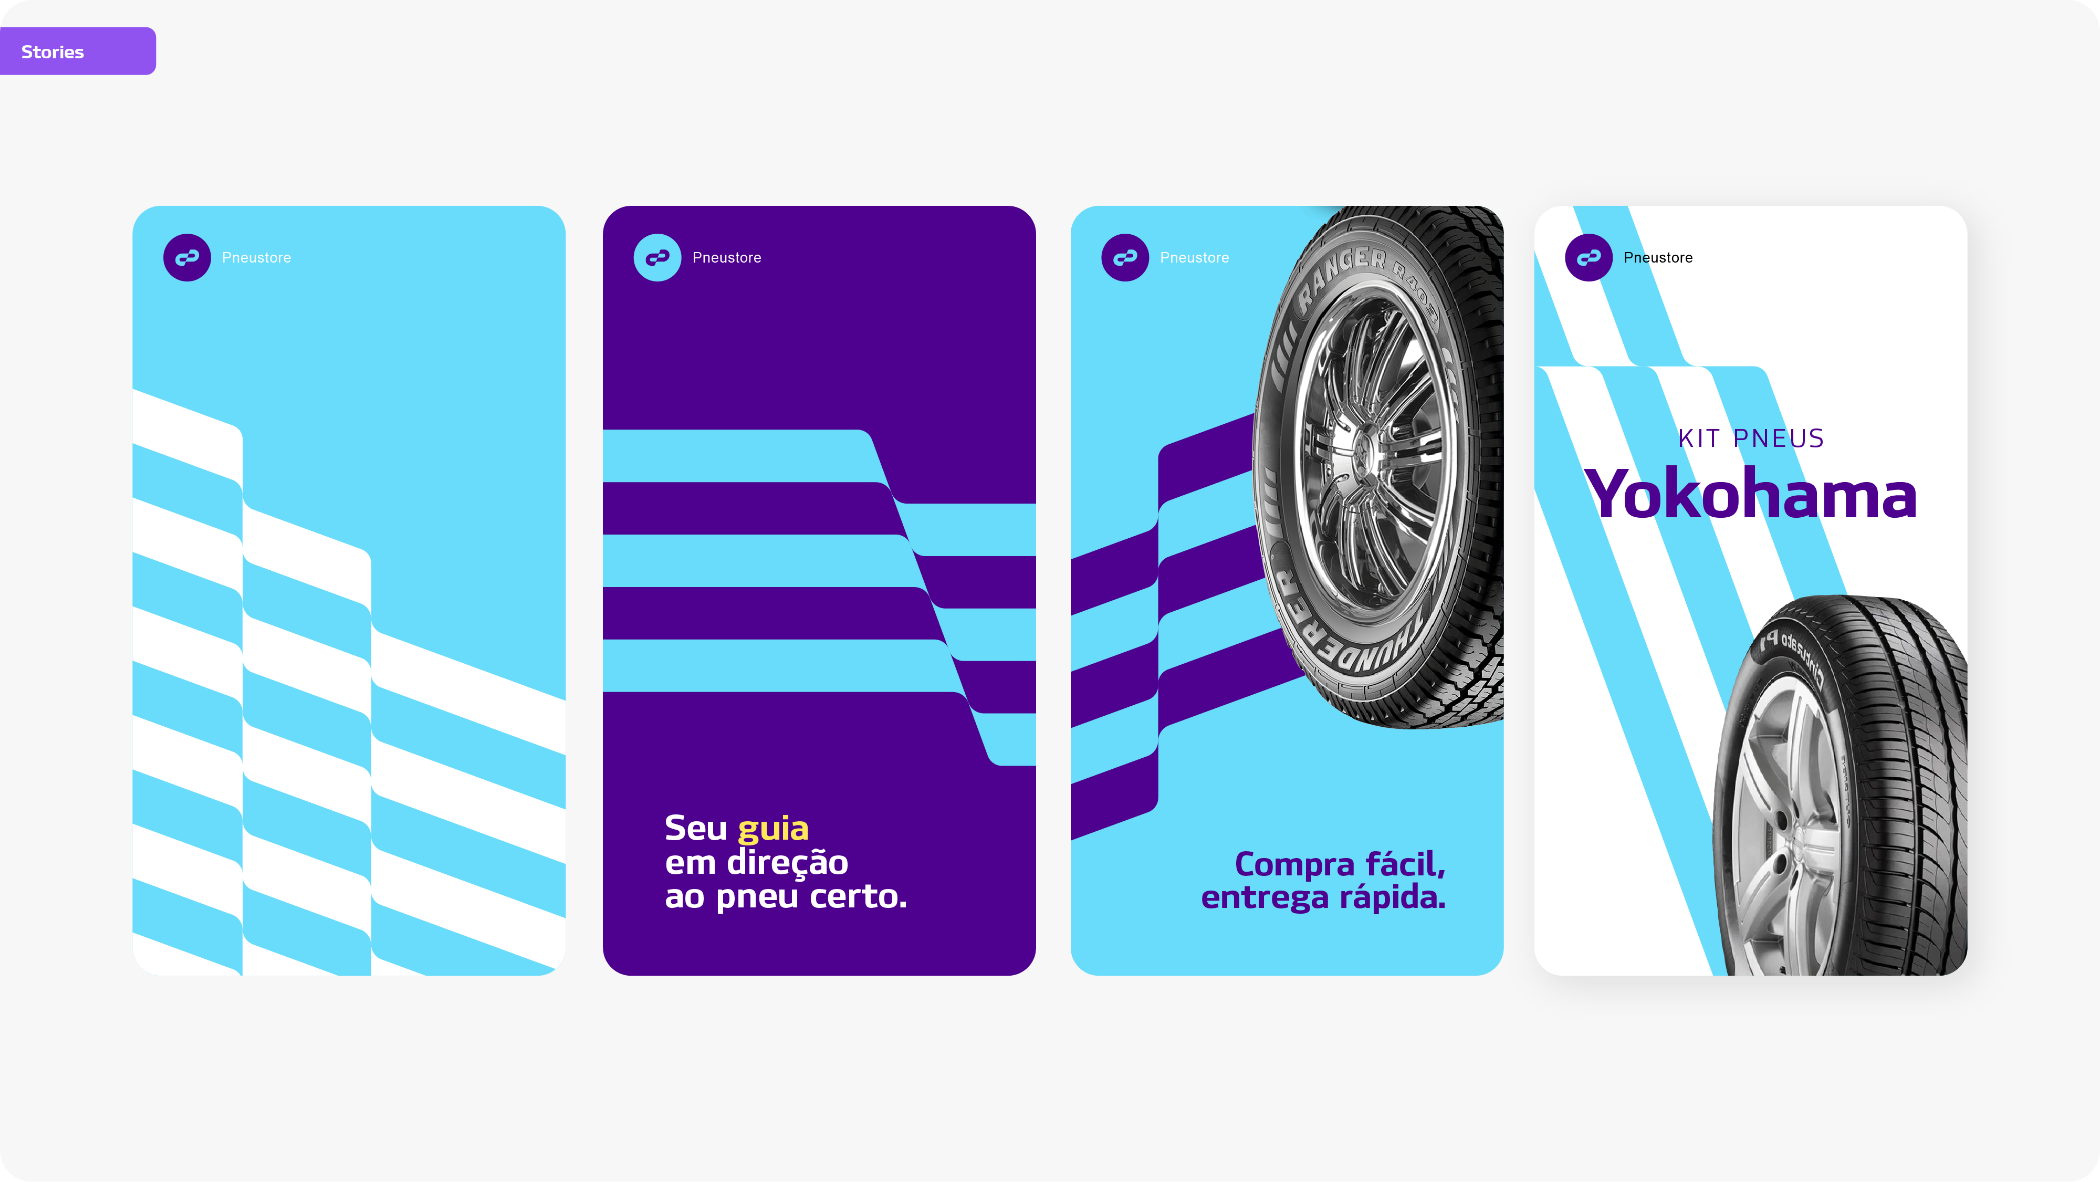 Stories
Pneustore
Pneustore
Seu guia
em direção
ao pneu certo.
Pneustore
RANGER R403
THUNDERER
Compra fácil,
entrega rápida.
Pneustore
KIT PNEUS
Yokohama
Cinturato P1